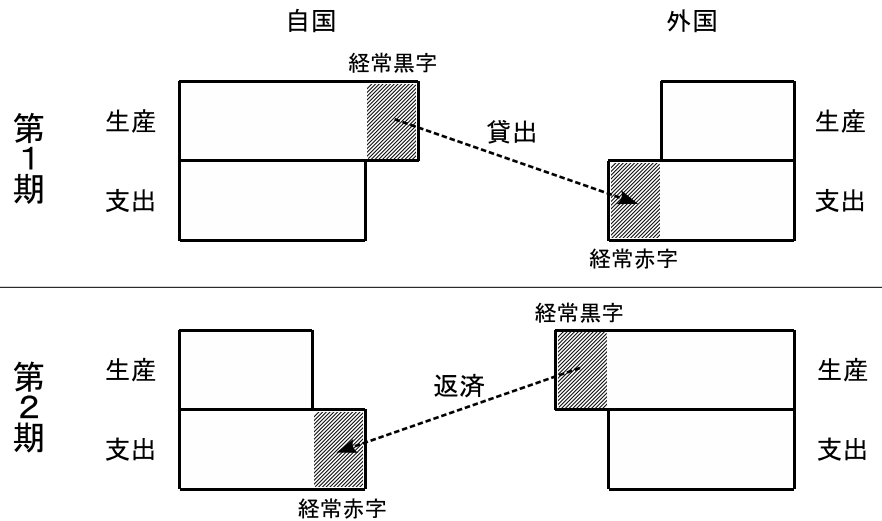 自国
外国
経常黒字
第1期
生産
貸出
生産
支出
支出
経常赤字
経常黒字
第2期
生産
返済
生産
支出
支出
経常赤字